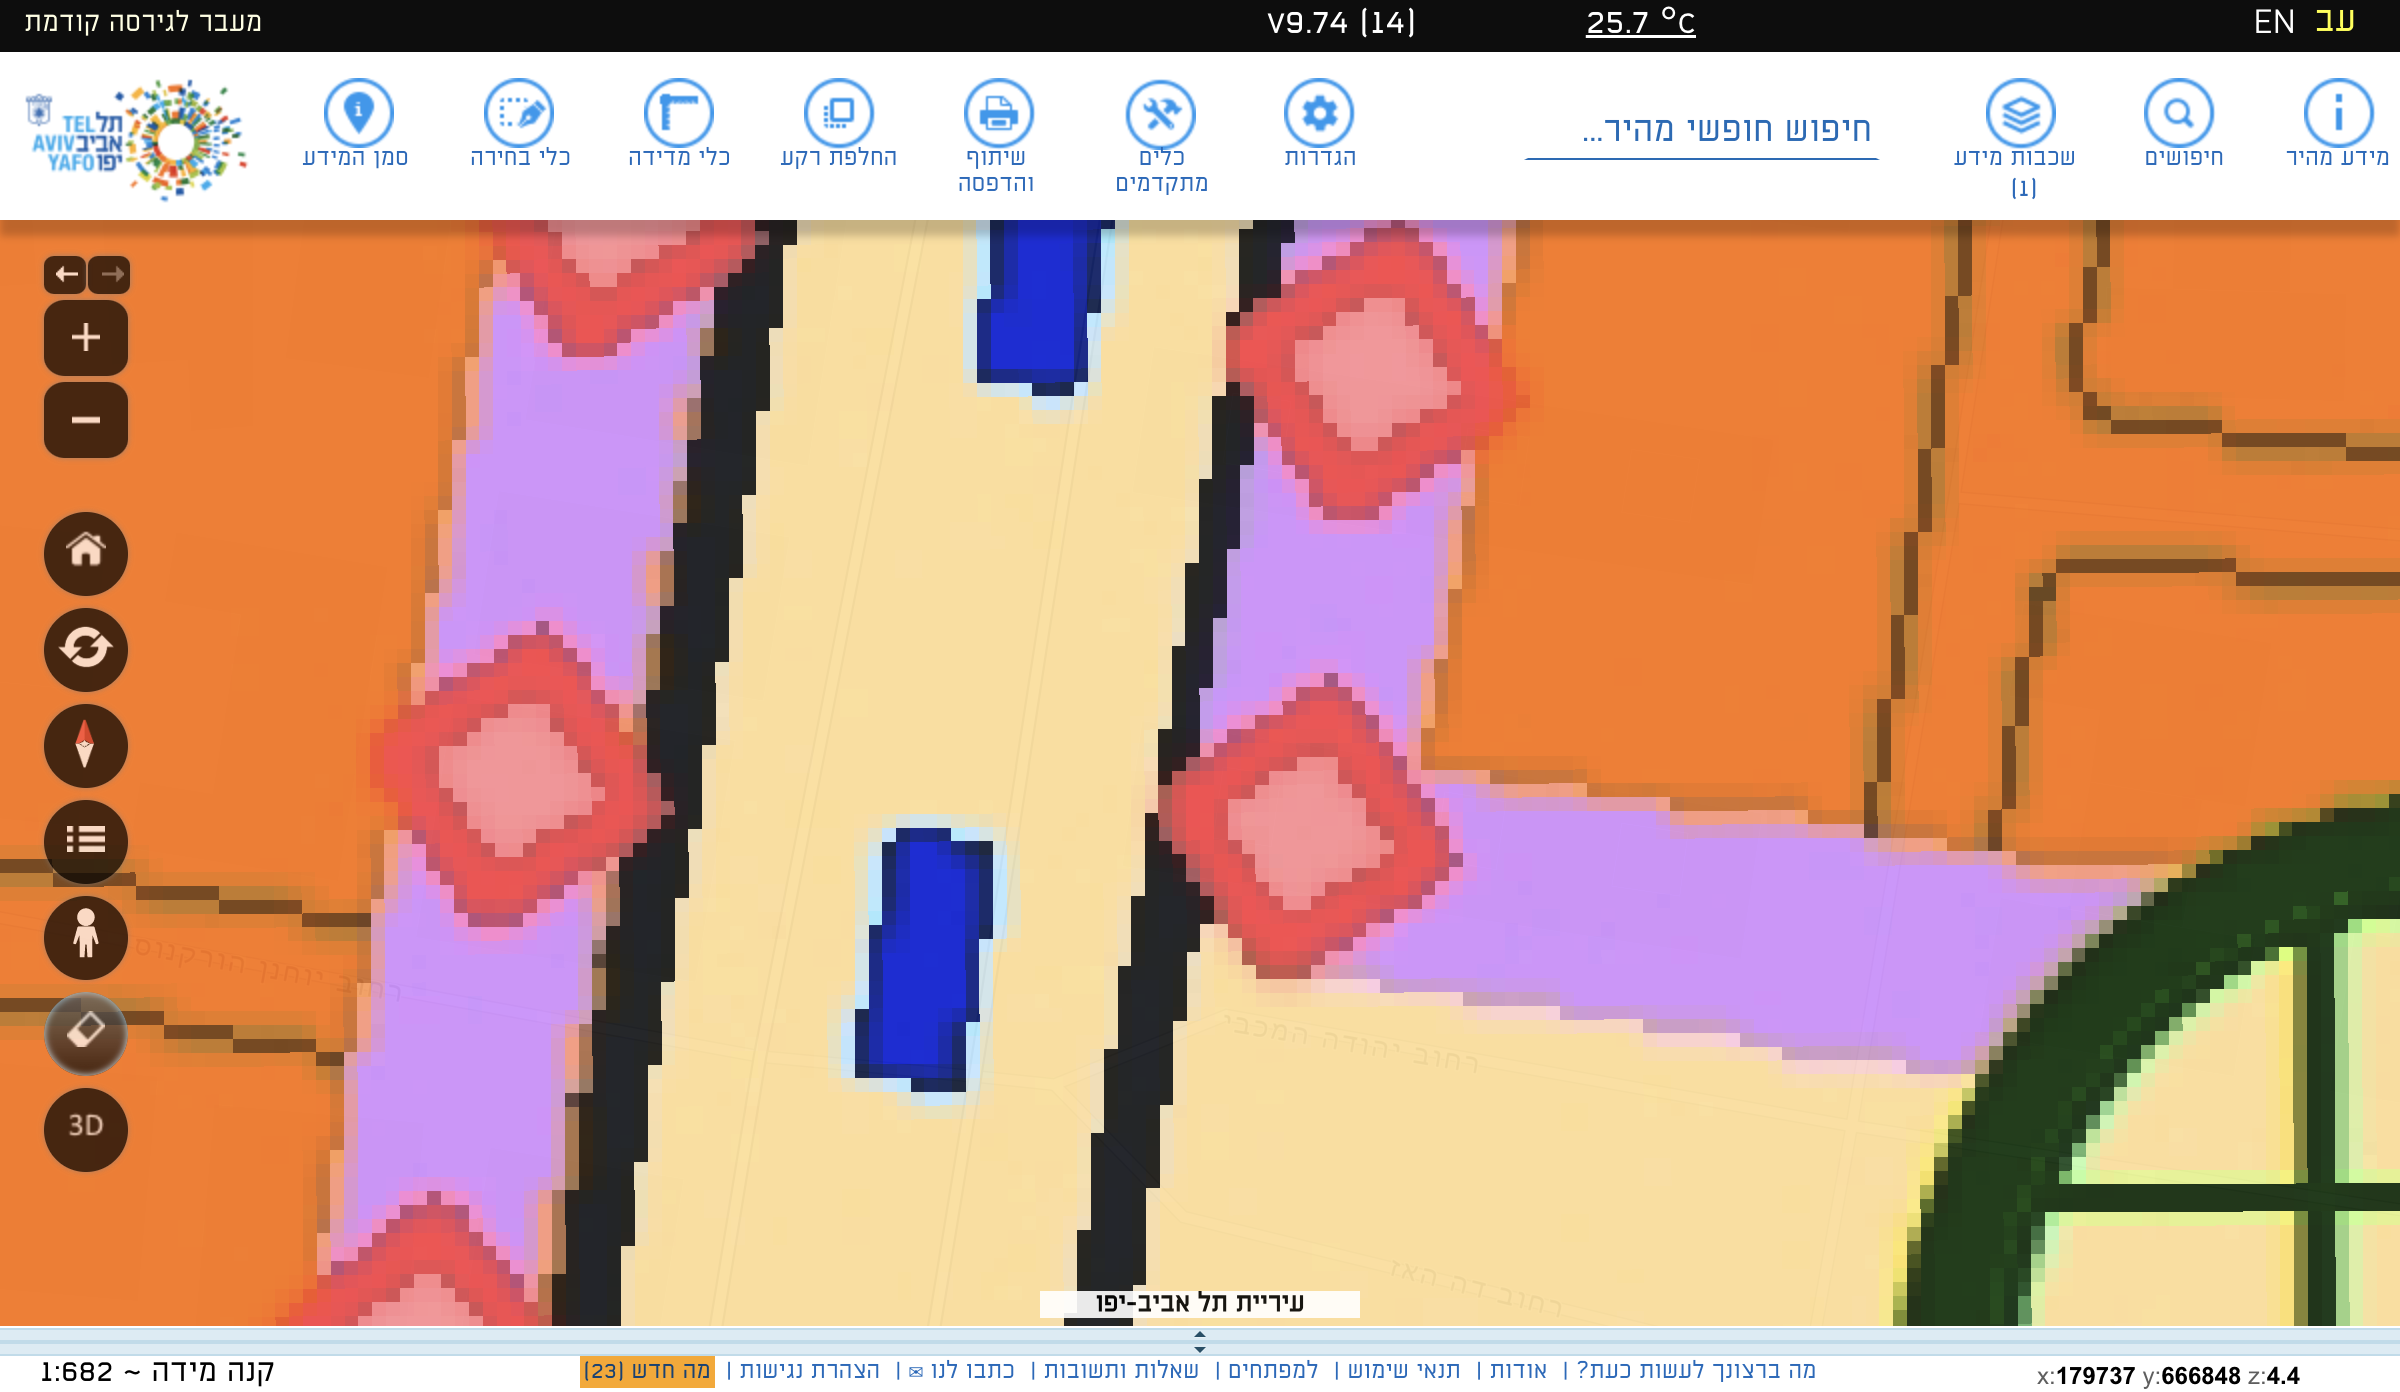 עב EN
25.7 °C
V9.74 (14)
מעבר לגירסה קודמת
מידע מהיר
חיפושים
שכבות מידע
(1)
חיפוש חופשי מהיר...
הגדרות
כלים
מתקדמים
שיתוף
והדפסה
החלפת רקע
כלי מדידה
כלי בחירה
סמן המידע
תל
אביב
יפו
TEL
AVIV
YAFO
3D
רחוב יוחנן הורקנוס
רחוב יהודה המכבי
רחוב דה האז
עיריית תל אביב-יפו
מה ברצונך לעשות כעת? | אודות | תנאי שימוש | למפתחים | שאלות ותשובות | כתבו לנו ✉ | הצהרת נגישות | מה חדש (23)
קנה מידה ~ 1:682
x:179737 y:666848 z:4.4